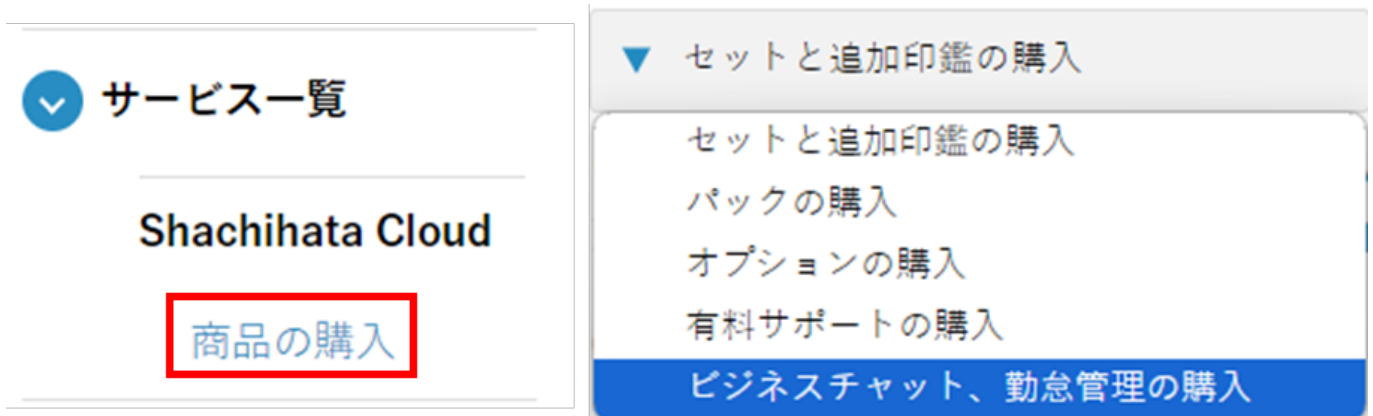 サービス一覧
Shachihata Cloud
商品の購入
セットと追加印鑑の購入
セットと追加印鑑の購入
パックの購入
オプションの購入
有料サポートの購入
ビジネスチャット、勤怠管理の購入